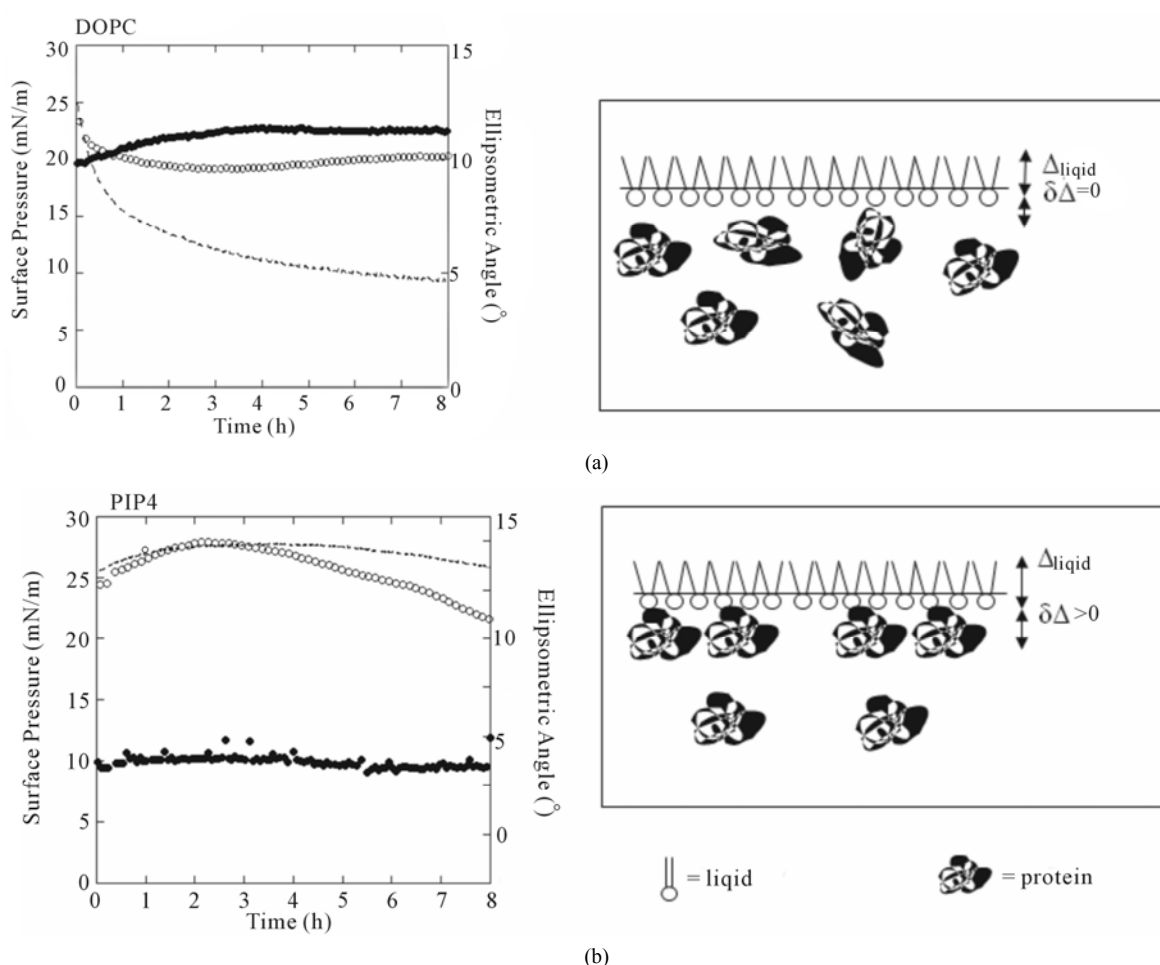 DOPC
30
25
20
15
10
5
0
Surface Pressure (mN/m)
15
10
5
0
Ellipsometric Angle (°)
0 1 2 3 4 5 6 7 8
Time (h)
Δliqid
δΔ=0
(a)
PIP4
30
25
28
15
10
5
0
Surface Pressure (mN/m)
15
10
5
0
Ellipsometric Angle (°)
0 1 2 3 4 5 6 7 8
Time (h)
Δliqid
δΔ>0
= liqid
= protein
(b)